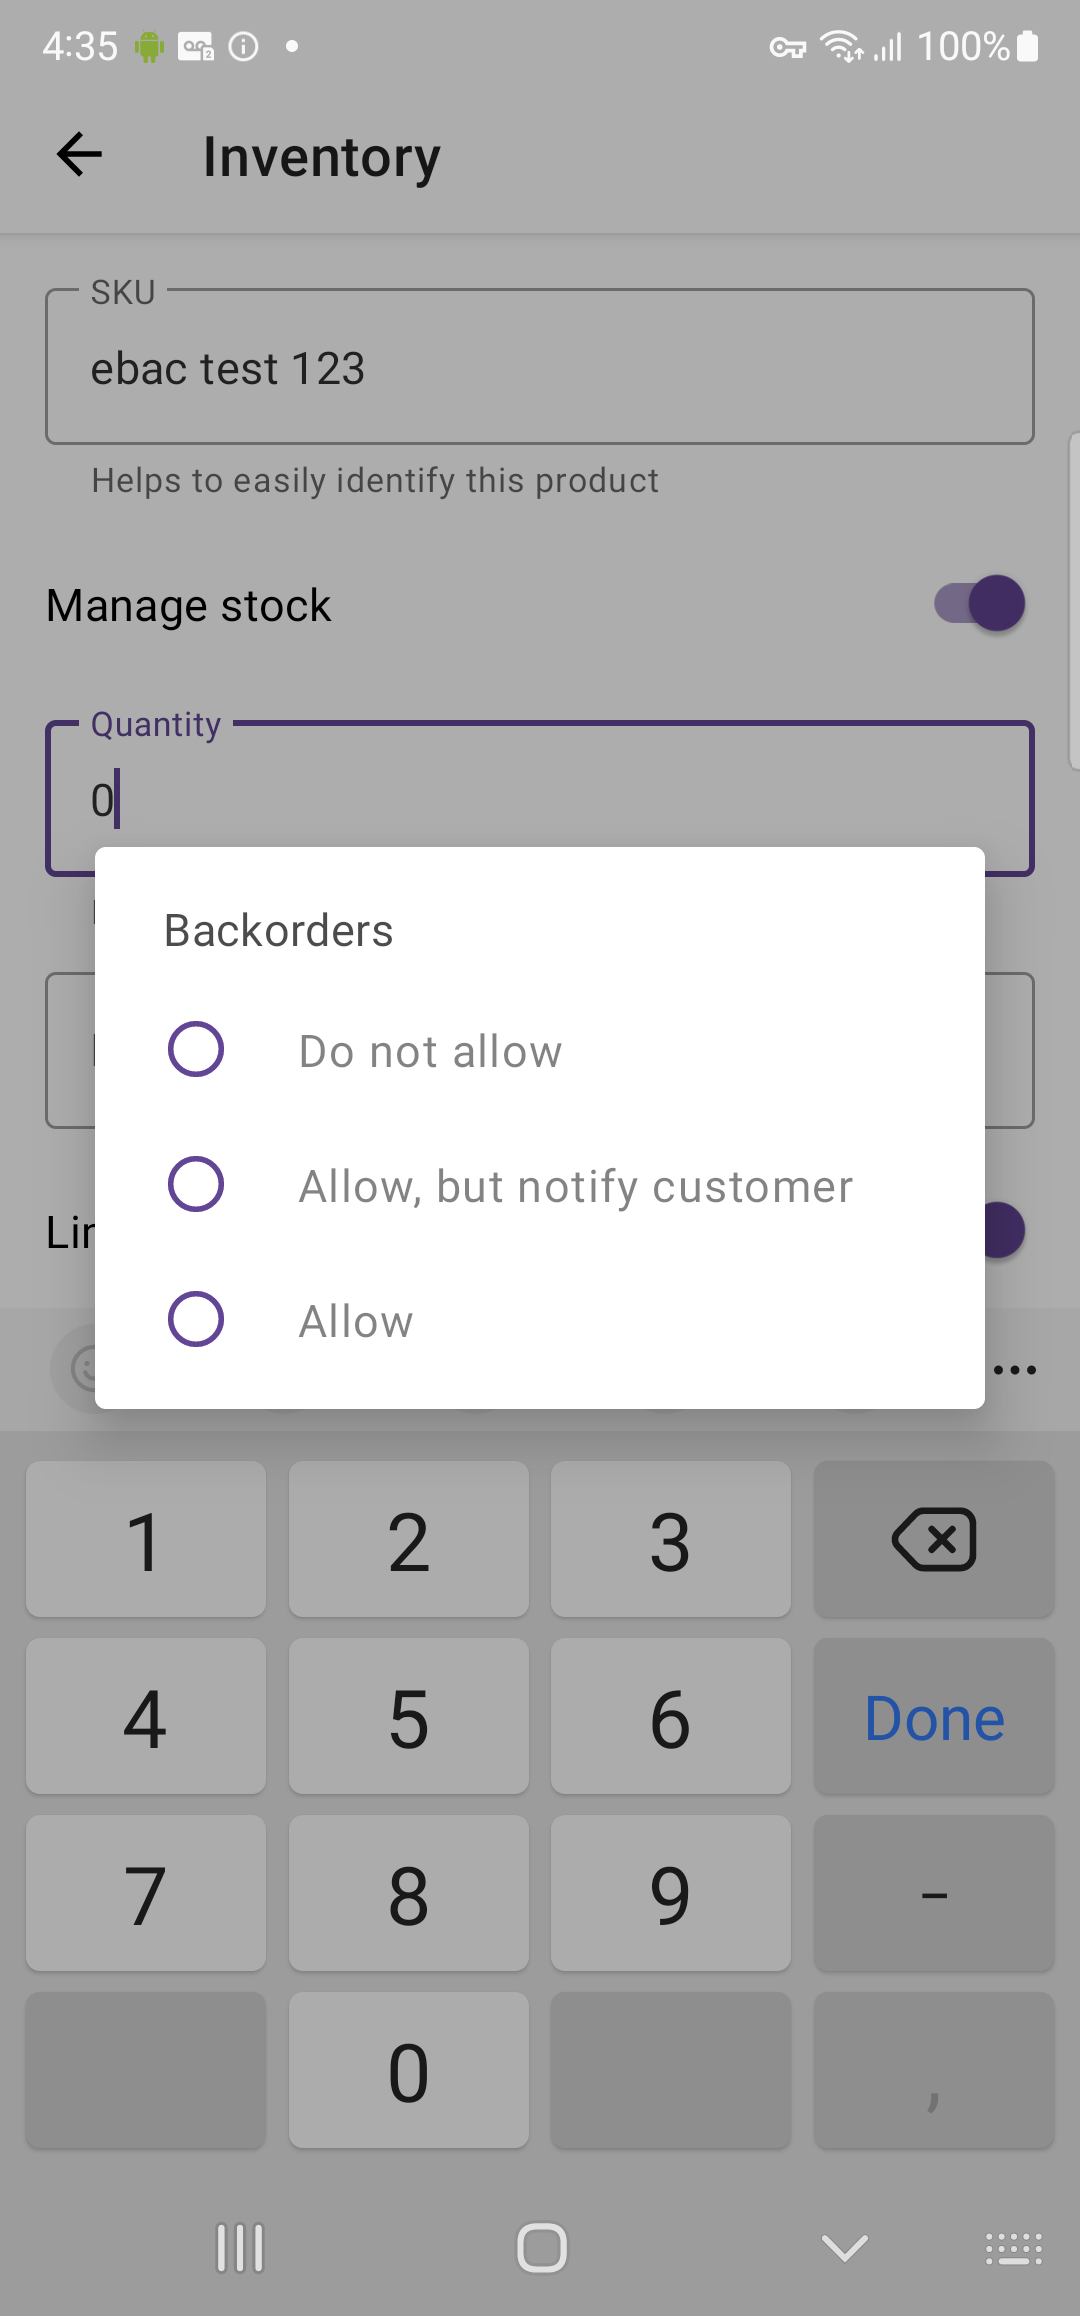 4:35
100%
Inventory
SKU
ebac test 123
Helps to easily identify this product
Manage stock
Quantity
0
Backorders
Do not allow
Allow, but notify customer
Allow
1 2 3
4 5 6 Done
7 8 9 -
0 ,